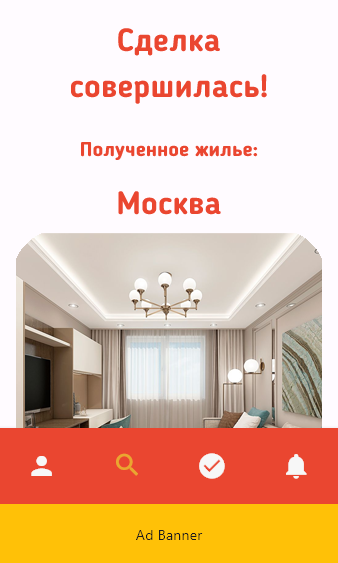 Сделка
совершилась!
Полученное жилье:
Москва
Ad Banner